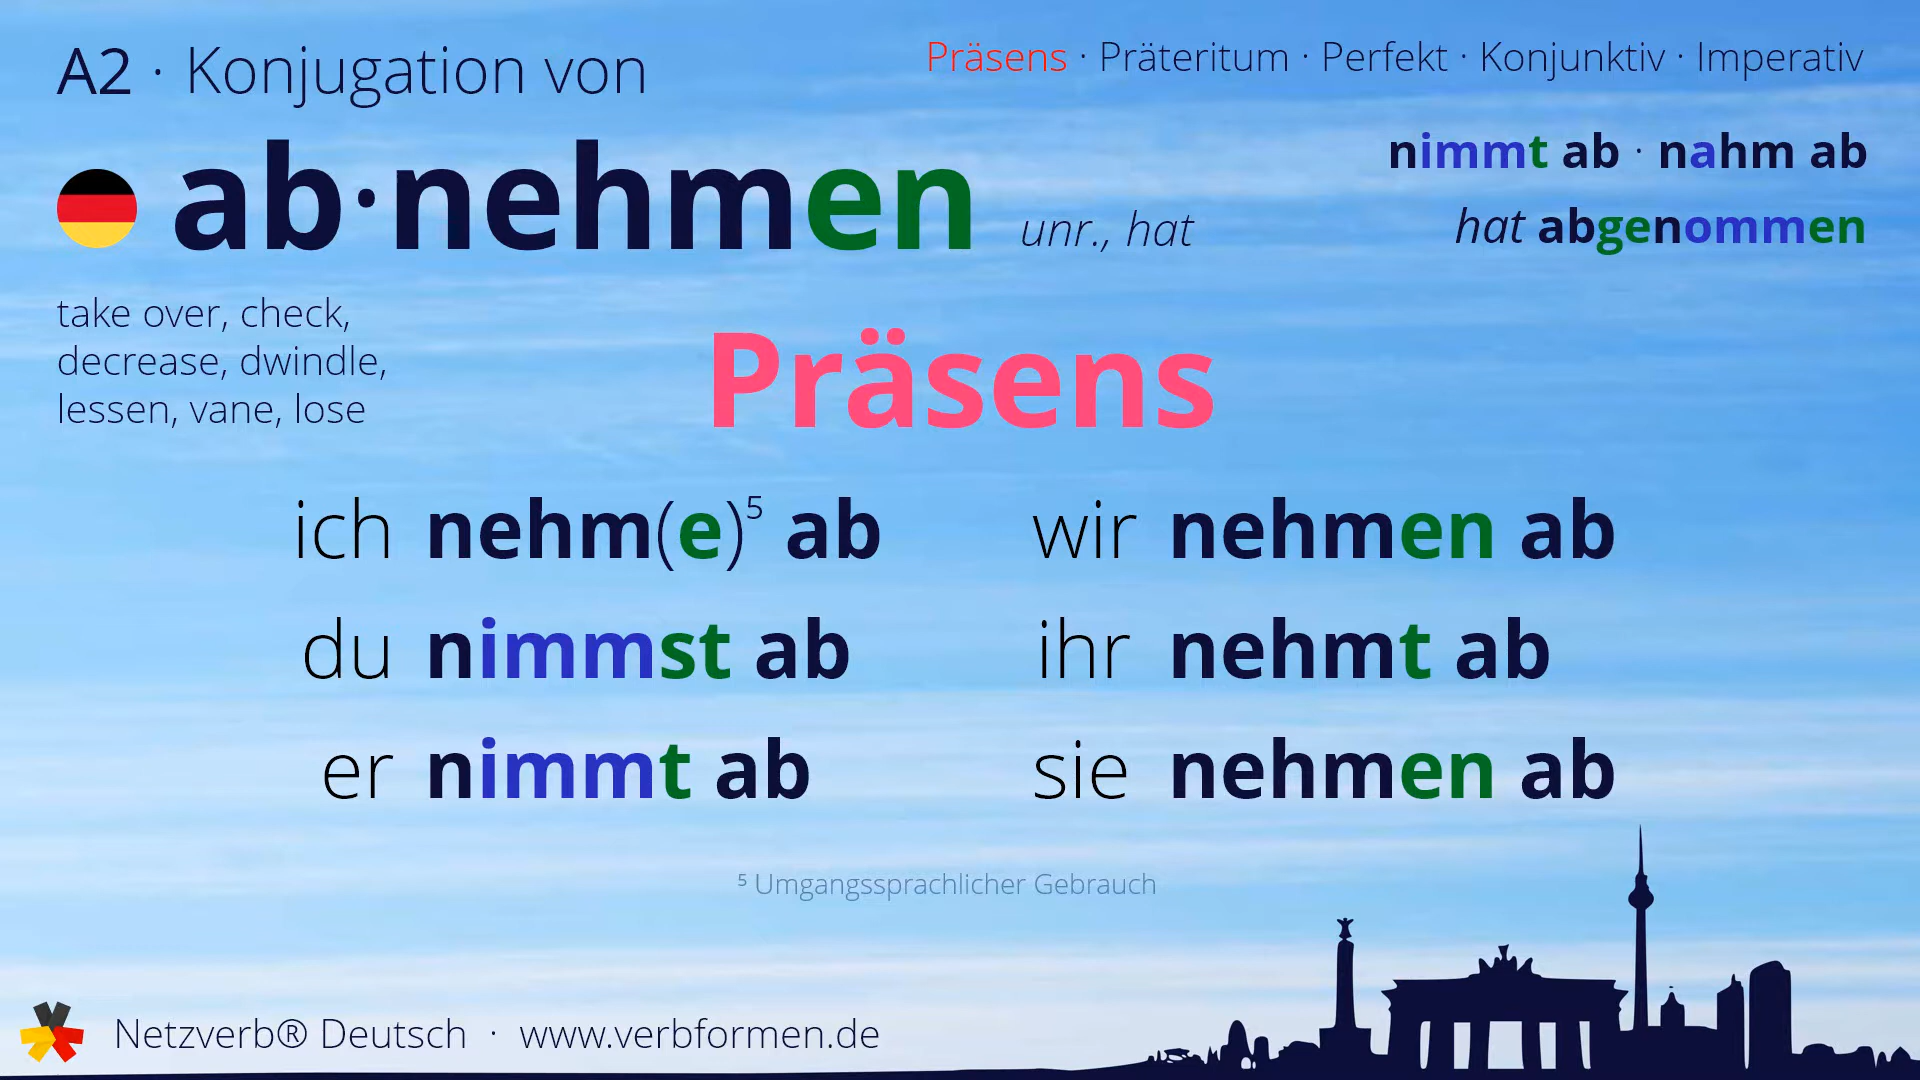 A2 · Konjugation von
Präsens · Präteritum · Perfekt · Konjunktiv · Imperativ
ab·nehmen unr., hat
nimmt ab · nahm ab
hat abgenommen
take over, check,
decrease, dwindle,
lessen, vane, lose
Präsens
ich nehm(e)⁵ ab
du nimmst ab
er nimmt ab
wir nehmen ab
ihr nehmt ab
sie nehmen ab
⁵ Umgangssprachlicher Gebrauch
Netzverb® Deutsch · www.verbformen.de